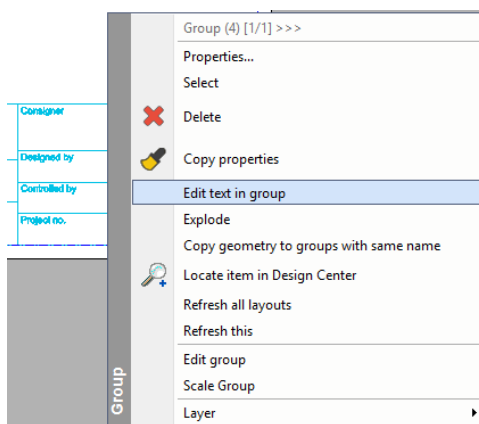 Group (4) [1/1] >>>
Properties...
Select
Delete
Copy properties
Edit text in group
Explode
Copy geometry to groups with same name
Locate item in Design Center
Refresh all layouts
Refresh this
Edit group
Scale Group
Layer
Group
Consigner
Designed by
Controlled by
Project no.